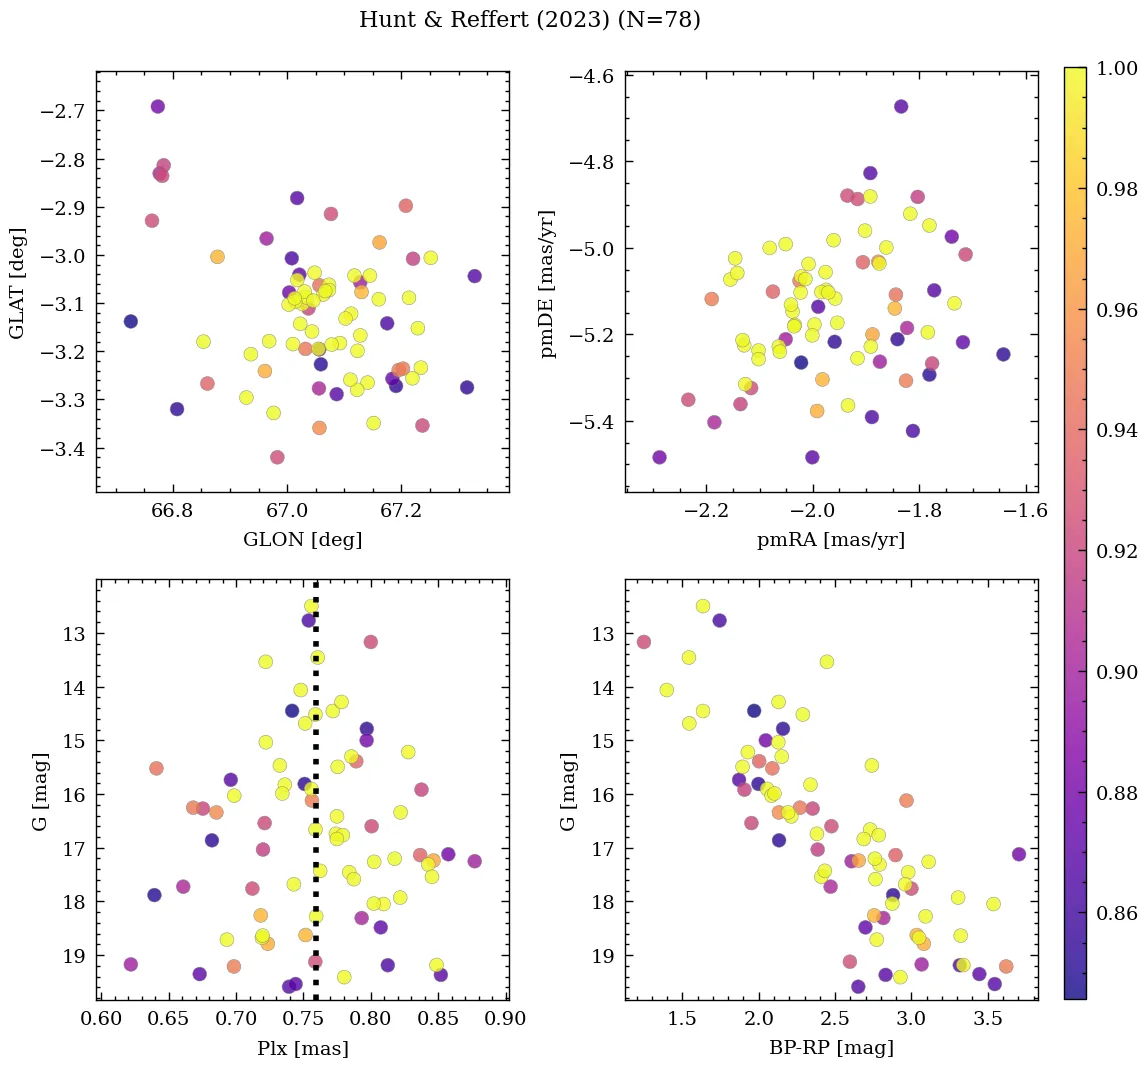 Hunt & Reffert (2023) (N=78)
−2.7
−2.8
−2.9
−3.0
−3.1
−3.2
−3.3
−3.4
GLAT [deg]
66.8 67.0 67.2
GLON [deg]
−4.6
−4.8
−5.0
−5.2
−5.4
pmDE [mas/yr]
−2.2 −2.0 −1.8 −1.6
pmRA [mas/yr]
13
14
15
16
17
18
19
G [mag]
0.60 0.65 0.70 0.75 0.80 0.85 0.90
Plx [mas]
13
14
15
16
17
18
19
G [mag]
1.5 2.0 2.5 3.0 3.5
BP-RP [mag]
1.00
0.98
0.96
0.94
0.92
0.90
0.88
0.86